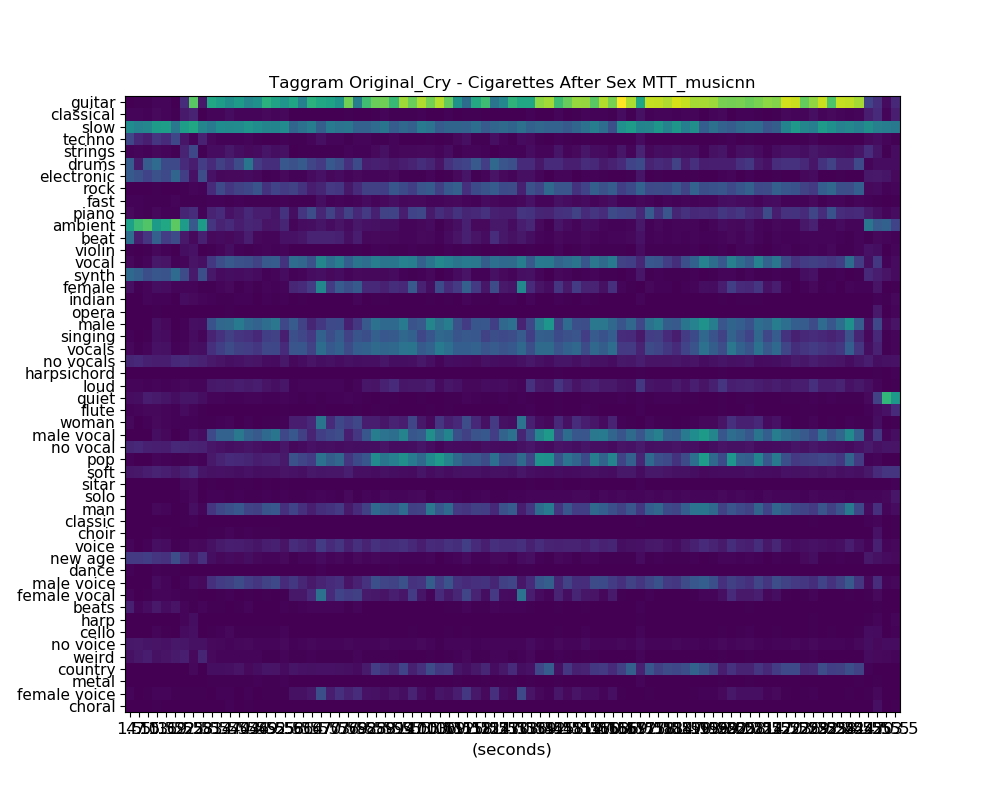 Taggram Original_Cry - Cigarettes After Sex MTT_musicnn
guitar
classical
slow
techno
strings
drums
electronic
rock
fast
piano
ambient
beat
violin
vocal
synth
female
indian
opera
male
singing
vocals
no vocals
harpsichord
loud
quiet
flute
woman
male vocal
no vocal
pop
soft
sitar
solo
man
classic
choir
voice
new age
dance
male voice
female vocal
beats
harp
cello
no voice
weird
country
metal
female voice
choral
(seconds)